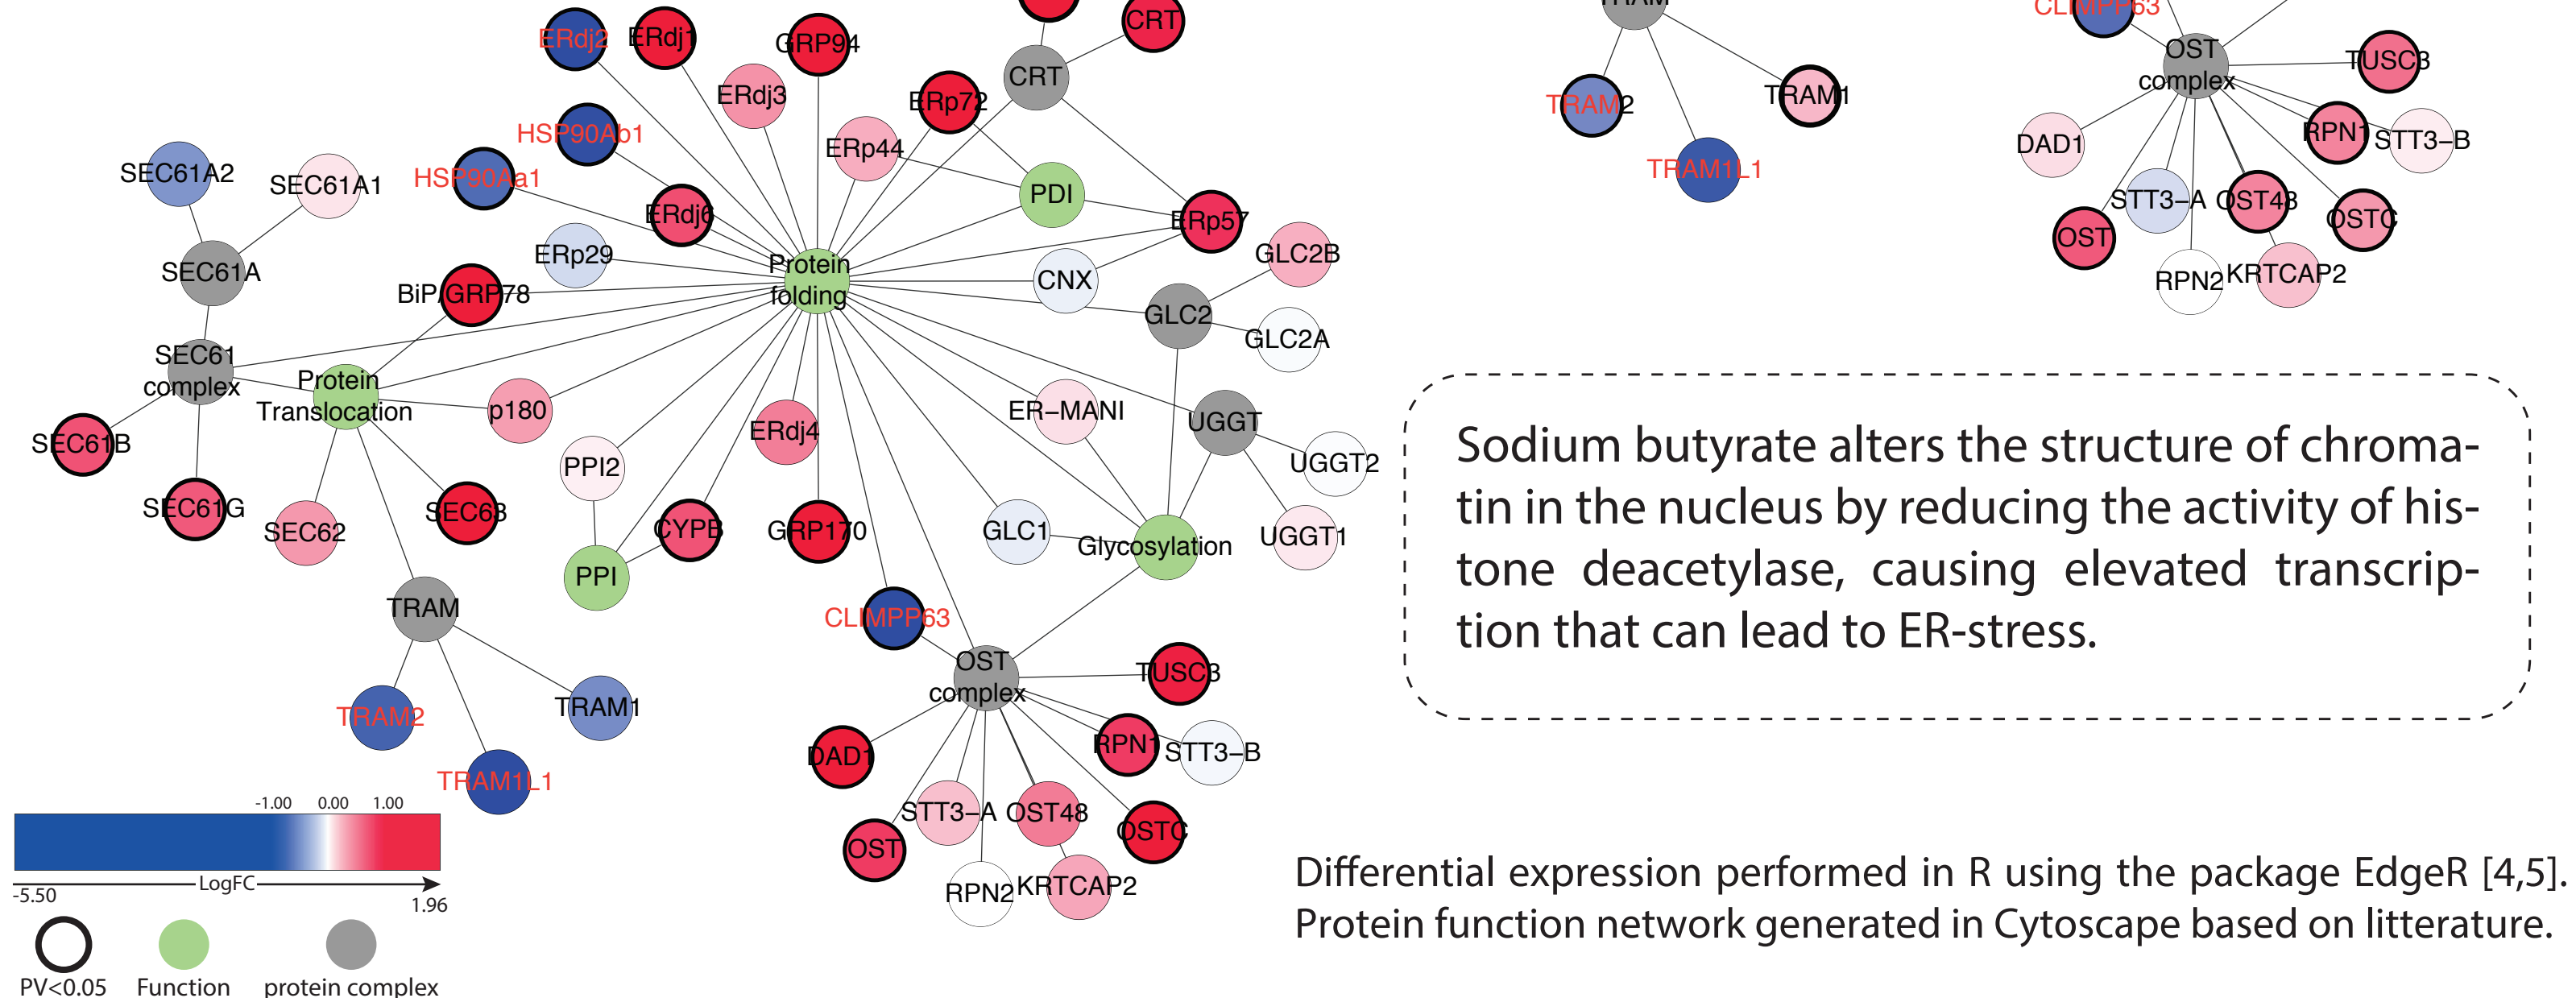 ERdj2
ERdj1
GRP94
CRT
CRT
ERdj3
ERp72
HSP90Ab1
ERp44
SEC61A2
SEC61A1
HSP90Aa1
ERdj6
PDI
ERp57
ERp29
SEC61A
Protein
folding
CNX
GLC2B
BiP/GRP78
GLC2
GLC2A
SEC61
complex
Protein
Translocation
p180
ERdj4
ER−MANI
UGGT
SEC61B
PPI2
UGGT2
SEC61G
SEC62
SEC63
CYPB
GRP170
GLC1
Glycosylation
UGGT1
PPI
TRAM
CLIMPP63
OST
complex
TUSC3
TRAM2
TRAM1
DAD1
RPN1
STT3−B
TRAM1L1
STT3−A
OST48
OST
OSTC
RPN2
KRTCAP2
TRAM
TRAM2
TRAM1
TRAM1L1
CLIMPP63
OST
complex
TUSC3
DAD1
RPN1
STT3−B
STT3−A
OST48
OSTC
OST
RPN2
KRTCAP2
Sodium butyrate alters the structure of chroma-
tin in the nucleus by reducing the activity of his-
tone deacetylase, causing elevated transcrip-
tion that can lead to ER-stress.
-1.00 0.00 1.00
LogFC
-5.50
1.96
PV<0.05 Function protein complex
Differential expression performed in R using the package EdgeR [4,5].
Protein function network generated in Cytoscape based on litterature.